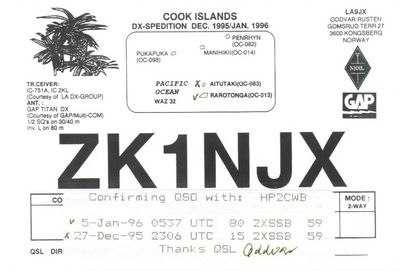 COOK ISLANDS
DX-SPEDITION DEC. 1995/JAN. 1996
LA9JX
ODDVAR RUSTEN
GOMSRUD TERR.27
3600 KONGSBERG
NORWAY
PENRHYN
(OC-082)
PUKAPUKA
(OC-098)
MANIHIKI(OC-014)
TR.CEIVER:
IC-751A, IC 2KL
(Courtesy of LA DX-GROUP)
ANT. :
GAP TITAN DX
(Courtesy of GAP/Multi-COM)
1/2 SQ's on 30/40 m
Inv. L on 80 m
PACIFIC
OCEAN
WAZ 32
x AITUTAKI(OC-083)
v RAROTONGA(OC-013)
NRRL
GAP
ZK1NJX
CO
MODE :
2-WAY
Confirming QSO with: HP2CWB
v 5-Jan-96 0537 UTC 80 2XSSB 59
x 27-Dec-95 2306 UTC 15 2XSSB 59
QSL DIR
Thanks QSL Oddvar